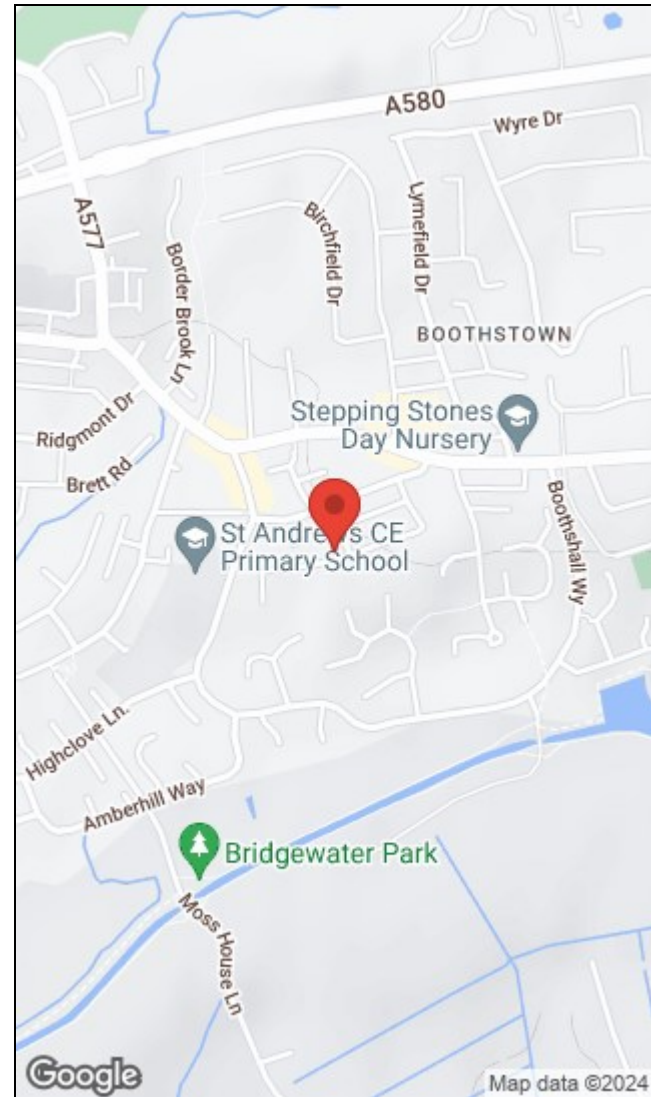 A580
Wyre Dr
A577
Birchfield Dr
Lymefield Dr
Border Brook Ln
BOOTHSTOWN
Stepping Stones
Day Nursery
Ridgmont Dr
Brett Rd
Boothshall Wy
St Andrews CE
Primary School
Highclove Ln.
Amberhill Way
Bridgewater Park
Moss House Ln
Google
Map data ©2024